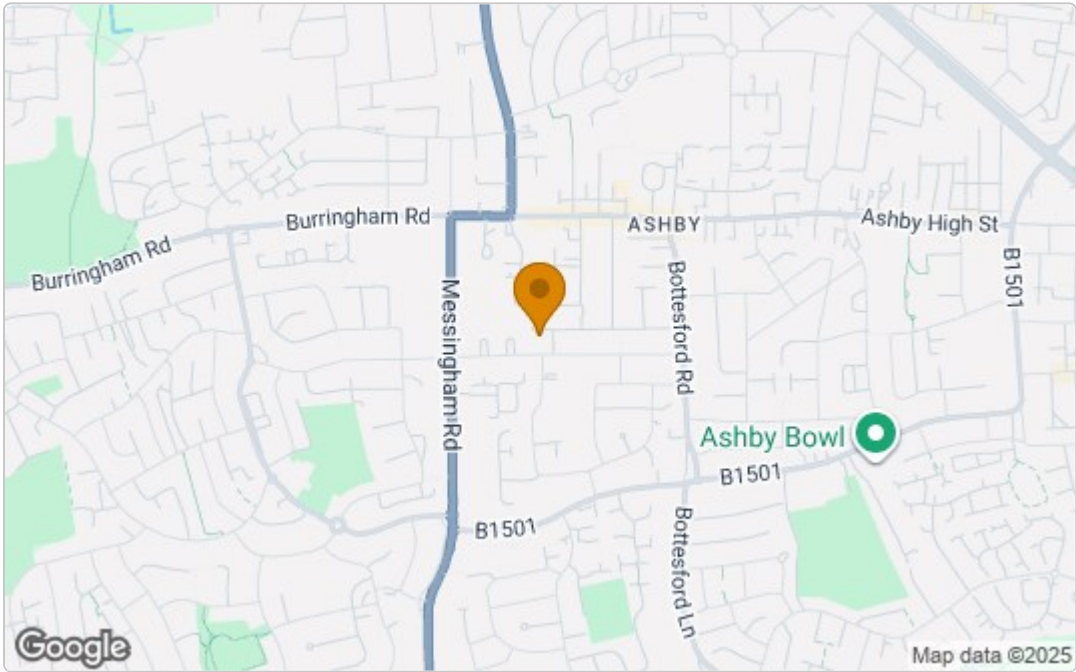 Burringham Rd
ASHBY
Ashby High St
Burringham Rd
B1501
Messingham Rd
Bottesford Rd
Ashby Bowl
B1501
B1501
Bottesford Ln
Google
Map data ©2025